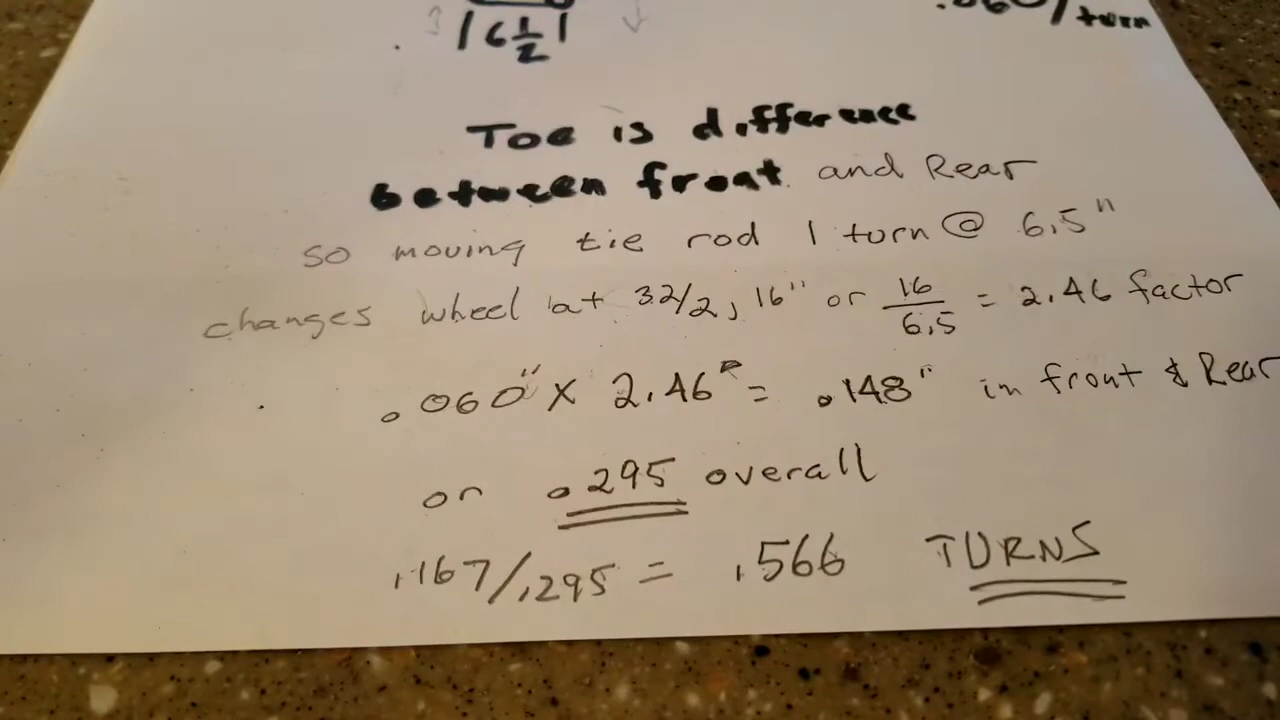 |6 1/2|
.060/turn
Toe is difference
between front and Rear
so moving tie rod 1 turn @ 6.5"
changes wheel at 32/2, 16" or 16/6.5 = 2.46 factor
.060" X 2.46 = .148" in front & Rear
or .295 overall
.167/.295 = .566 TURNS